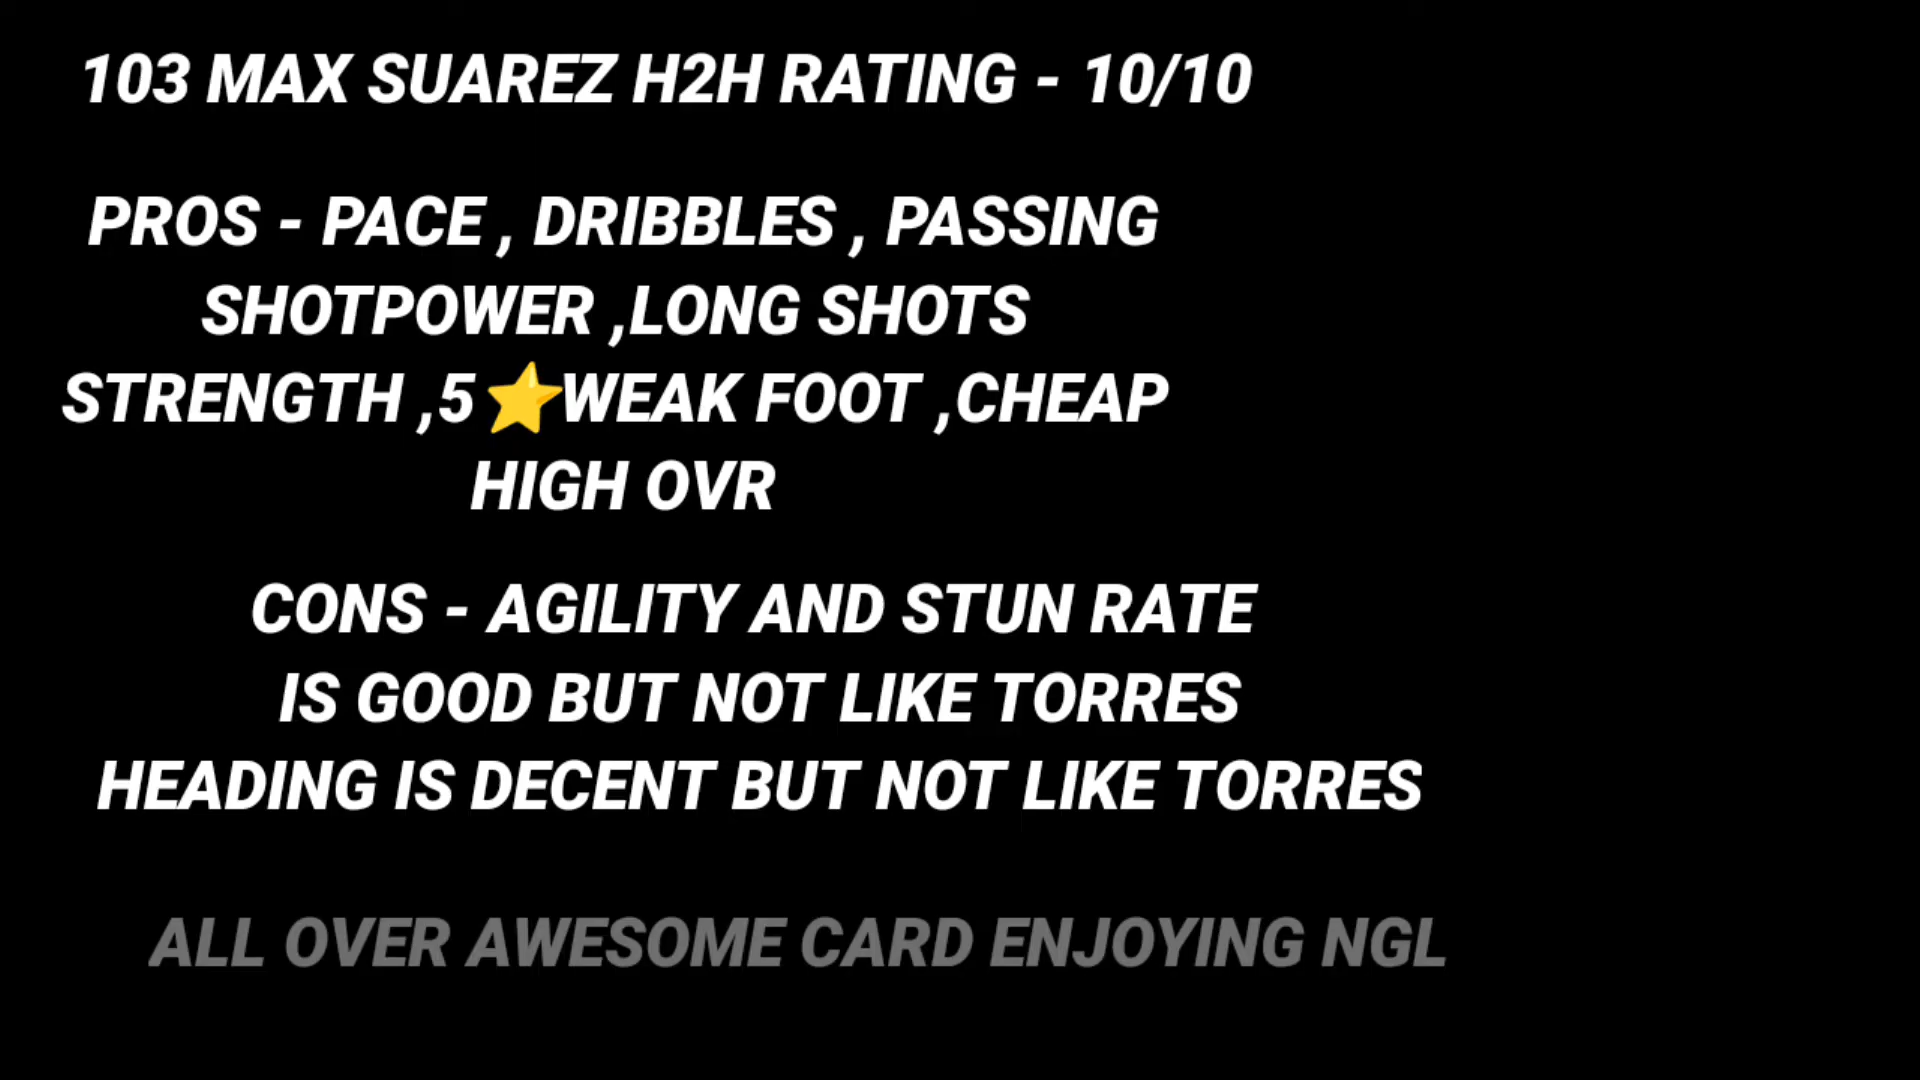 103 MAX SUAREZ H2H RATING - 10/10
PROS - PACE , DRIBBLES , PASSING
SHOTPOWER ,LONG SHOTS
STRENGTH ,5⭐WEAK FOOT ,CHEAP
HIGH OVR
CONS - AGILITY AND STUN RATE
IS GOOD BUT NOT LIKE TORRES
HEADING IS DECENT BUT NOT LIKE TORRES
ALL OVER AWESOME CARD ENJOYING NGL